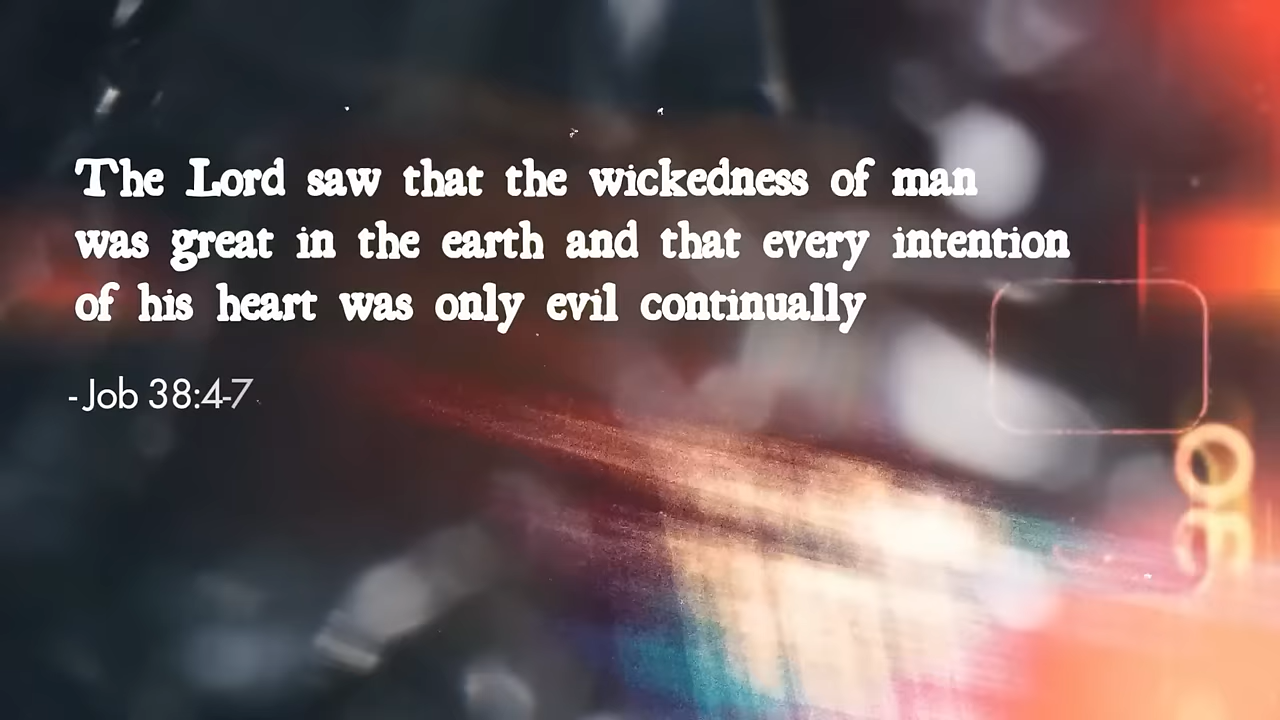 The Lord saw that the wickedness of man
was great in the earth and that every intention
of his heart was only evil continually
- Job 38:4-7